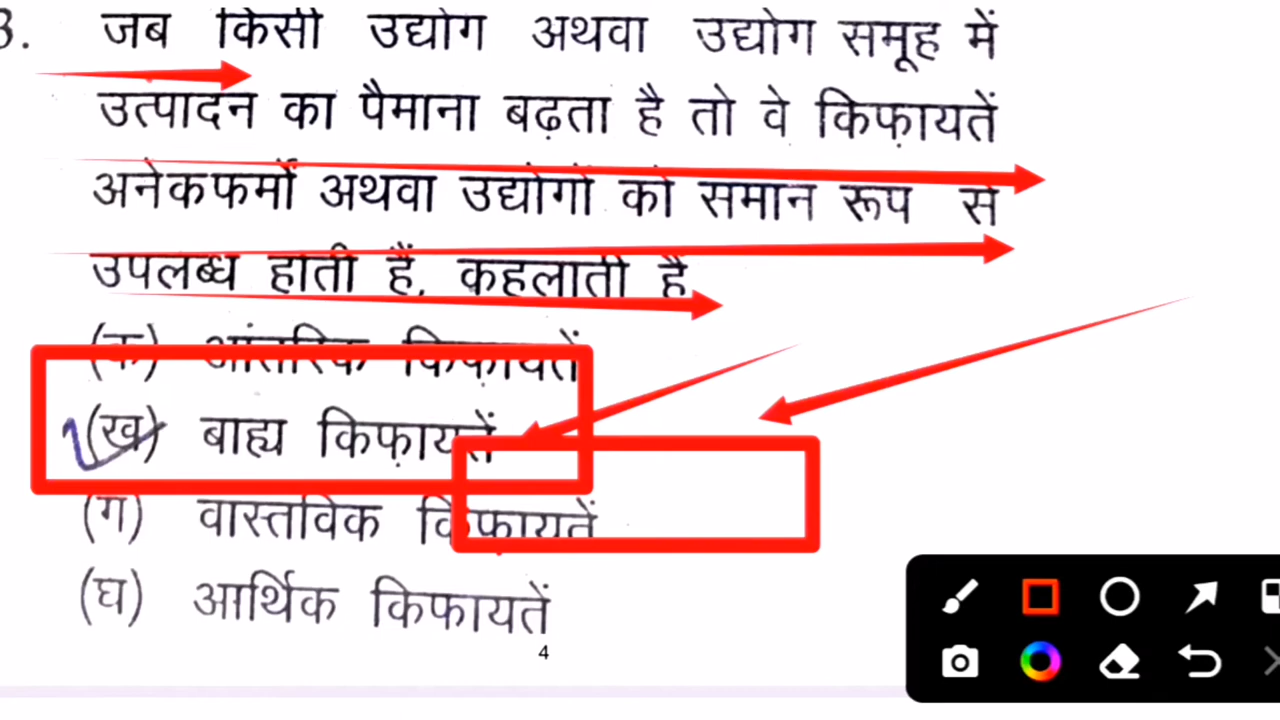 3. जब किसी उद्योग अथवा उद्योग समूह में
उत्पादन का पैमाना बढ़ता है तो वे किफ़ायतें
अनेकफर्मों अथवा उद्योगों को समान रूप से
उपलब्ध होती हैं, कहलाती है
(क) आंतरिक किफ़ायतें
(ख) बाह्य किफ़ायतें
(ग) वास्तविक किफ़ायतें
(घ) आर्थिक किफायतें
4